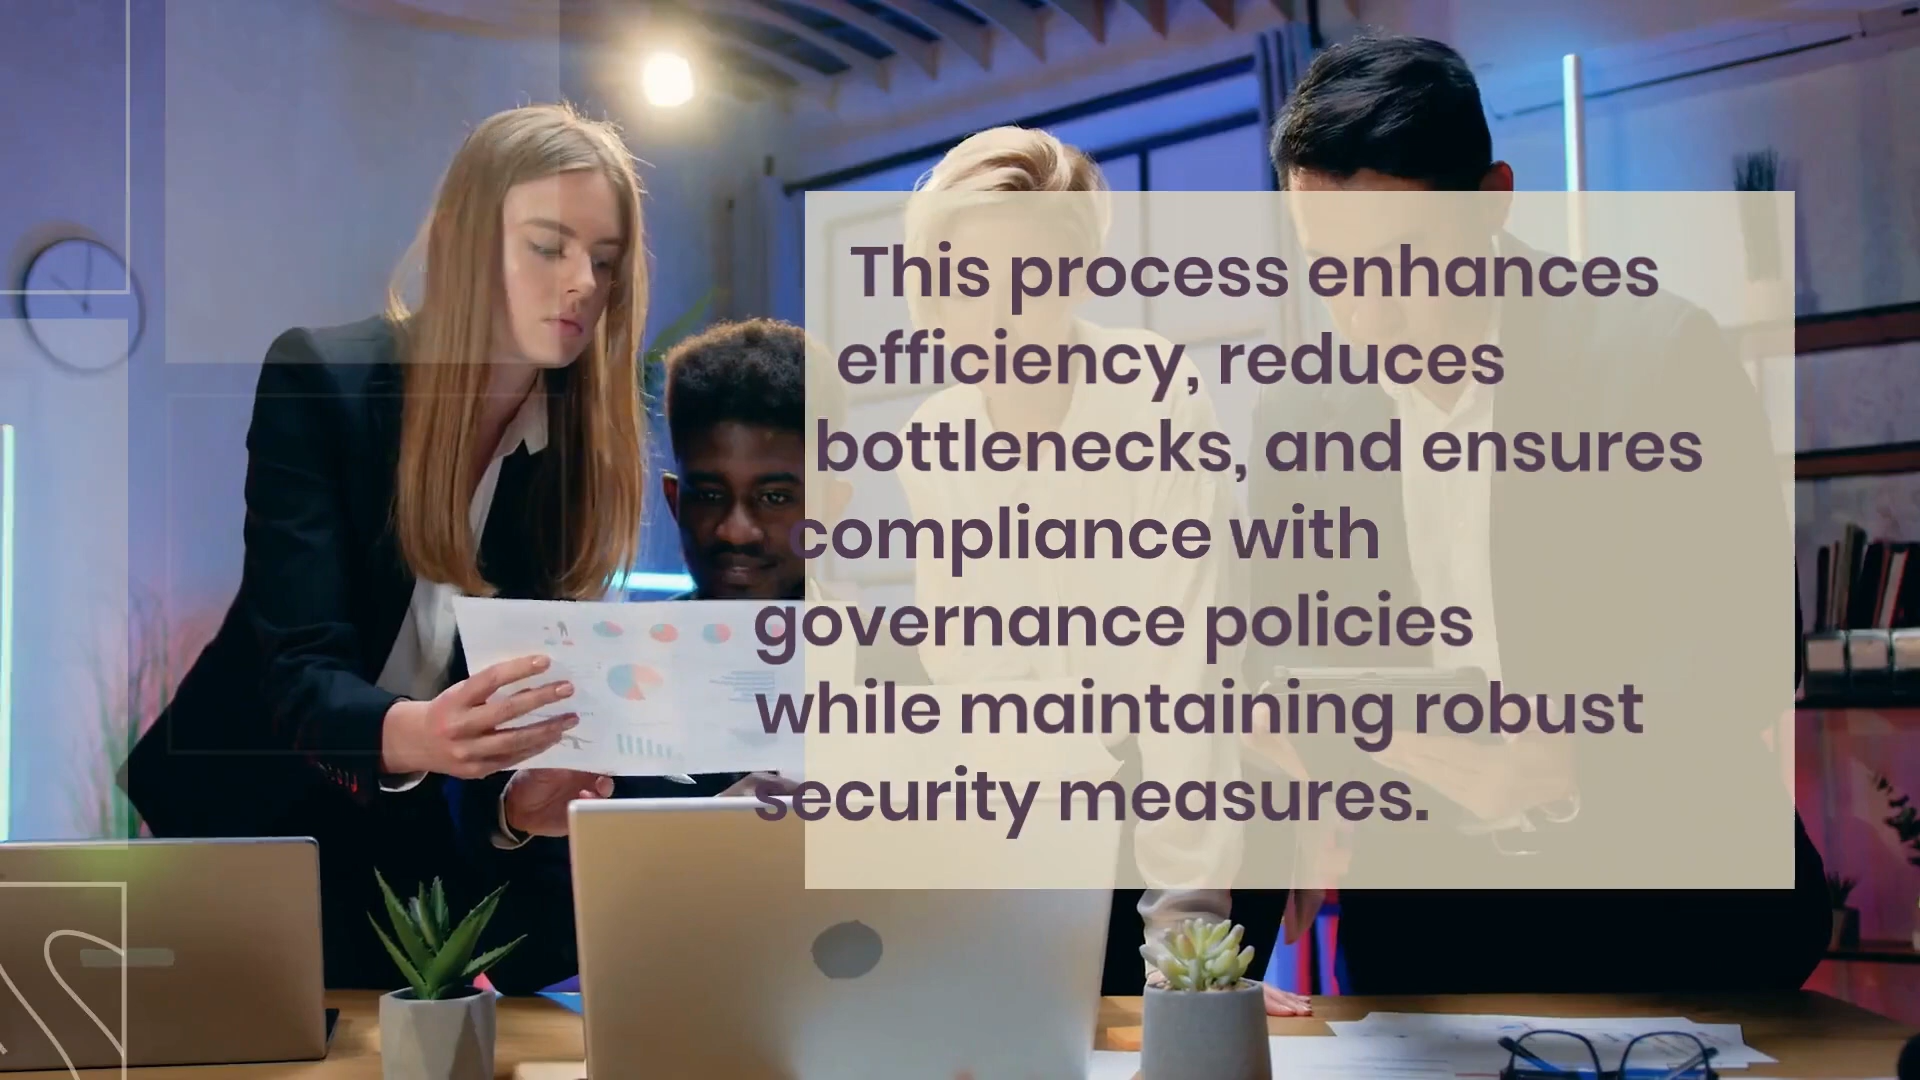 This process enhances
efficiency, reduces
bottlenecks, and ensures
compliance with
governance policies
while maintaining robust
security measures.